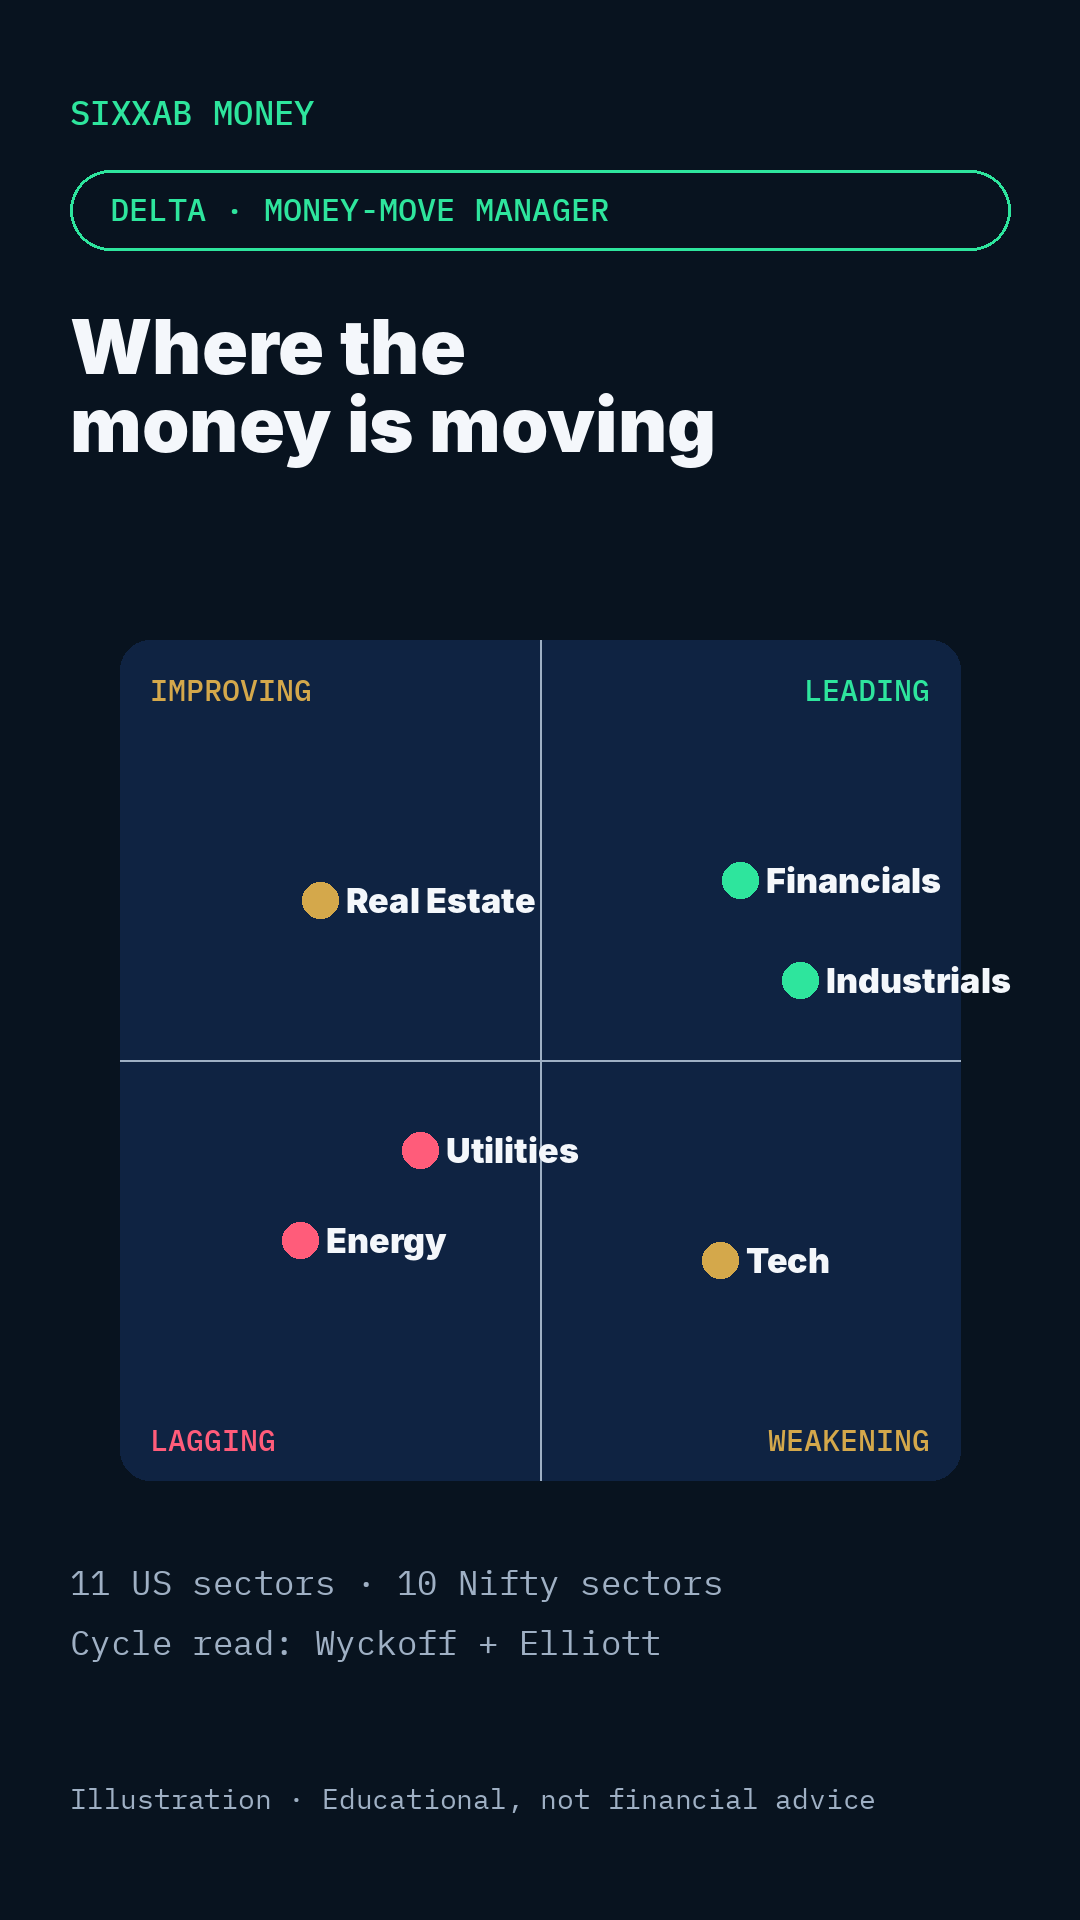 SIXXAB MONEY
DELTA · MONEY-MOVE MANAGER
Where the
money is moving
IMPROVING
LEADING
Financials
Real Estate
Industrials
Utilities
Energy
Tech
LAGGING
WEAKENING
11 US sectors · 10 Nifty sectors
Cycle read: Wyckoff + Elliott
Illustration · Educational, not financial advice